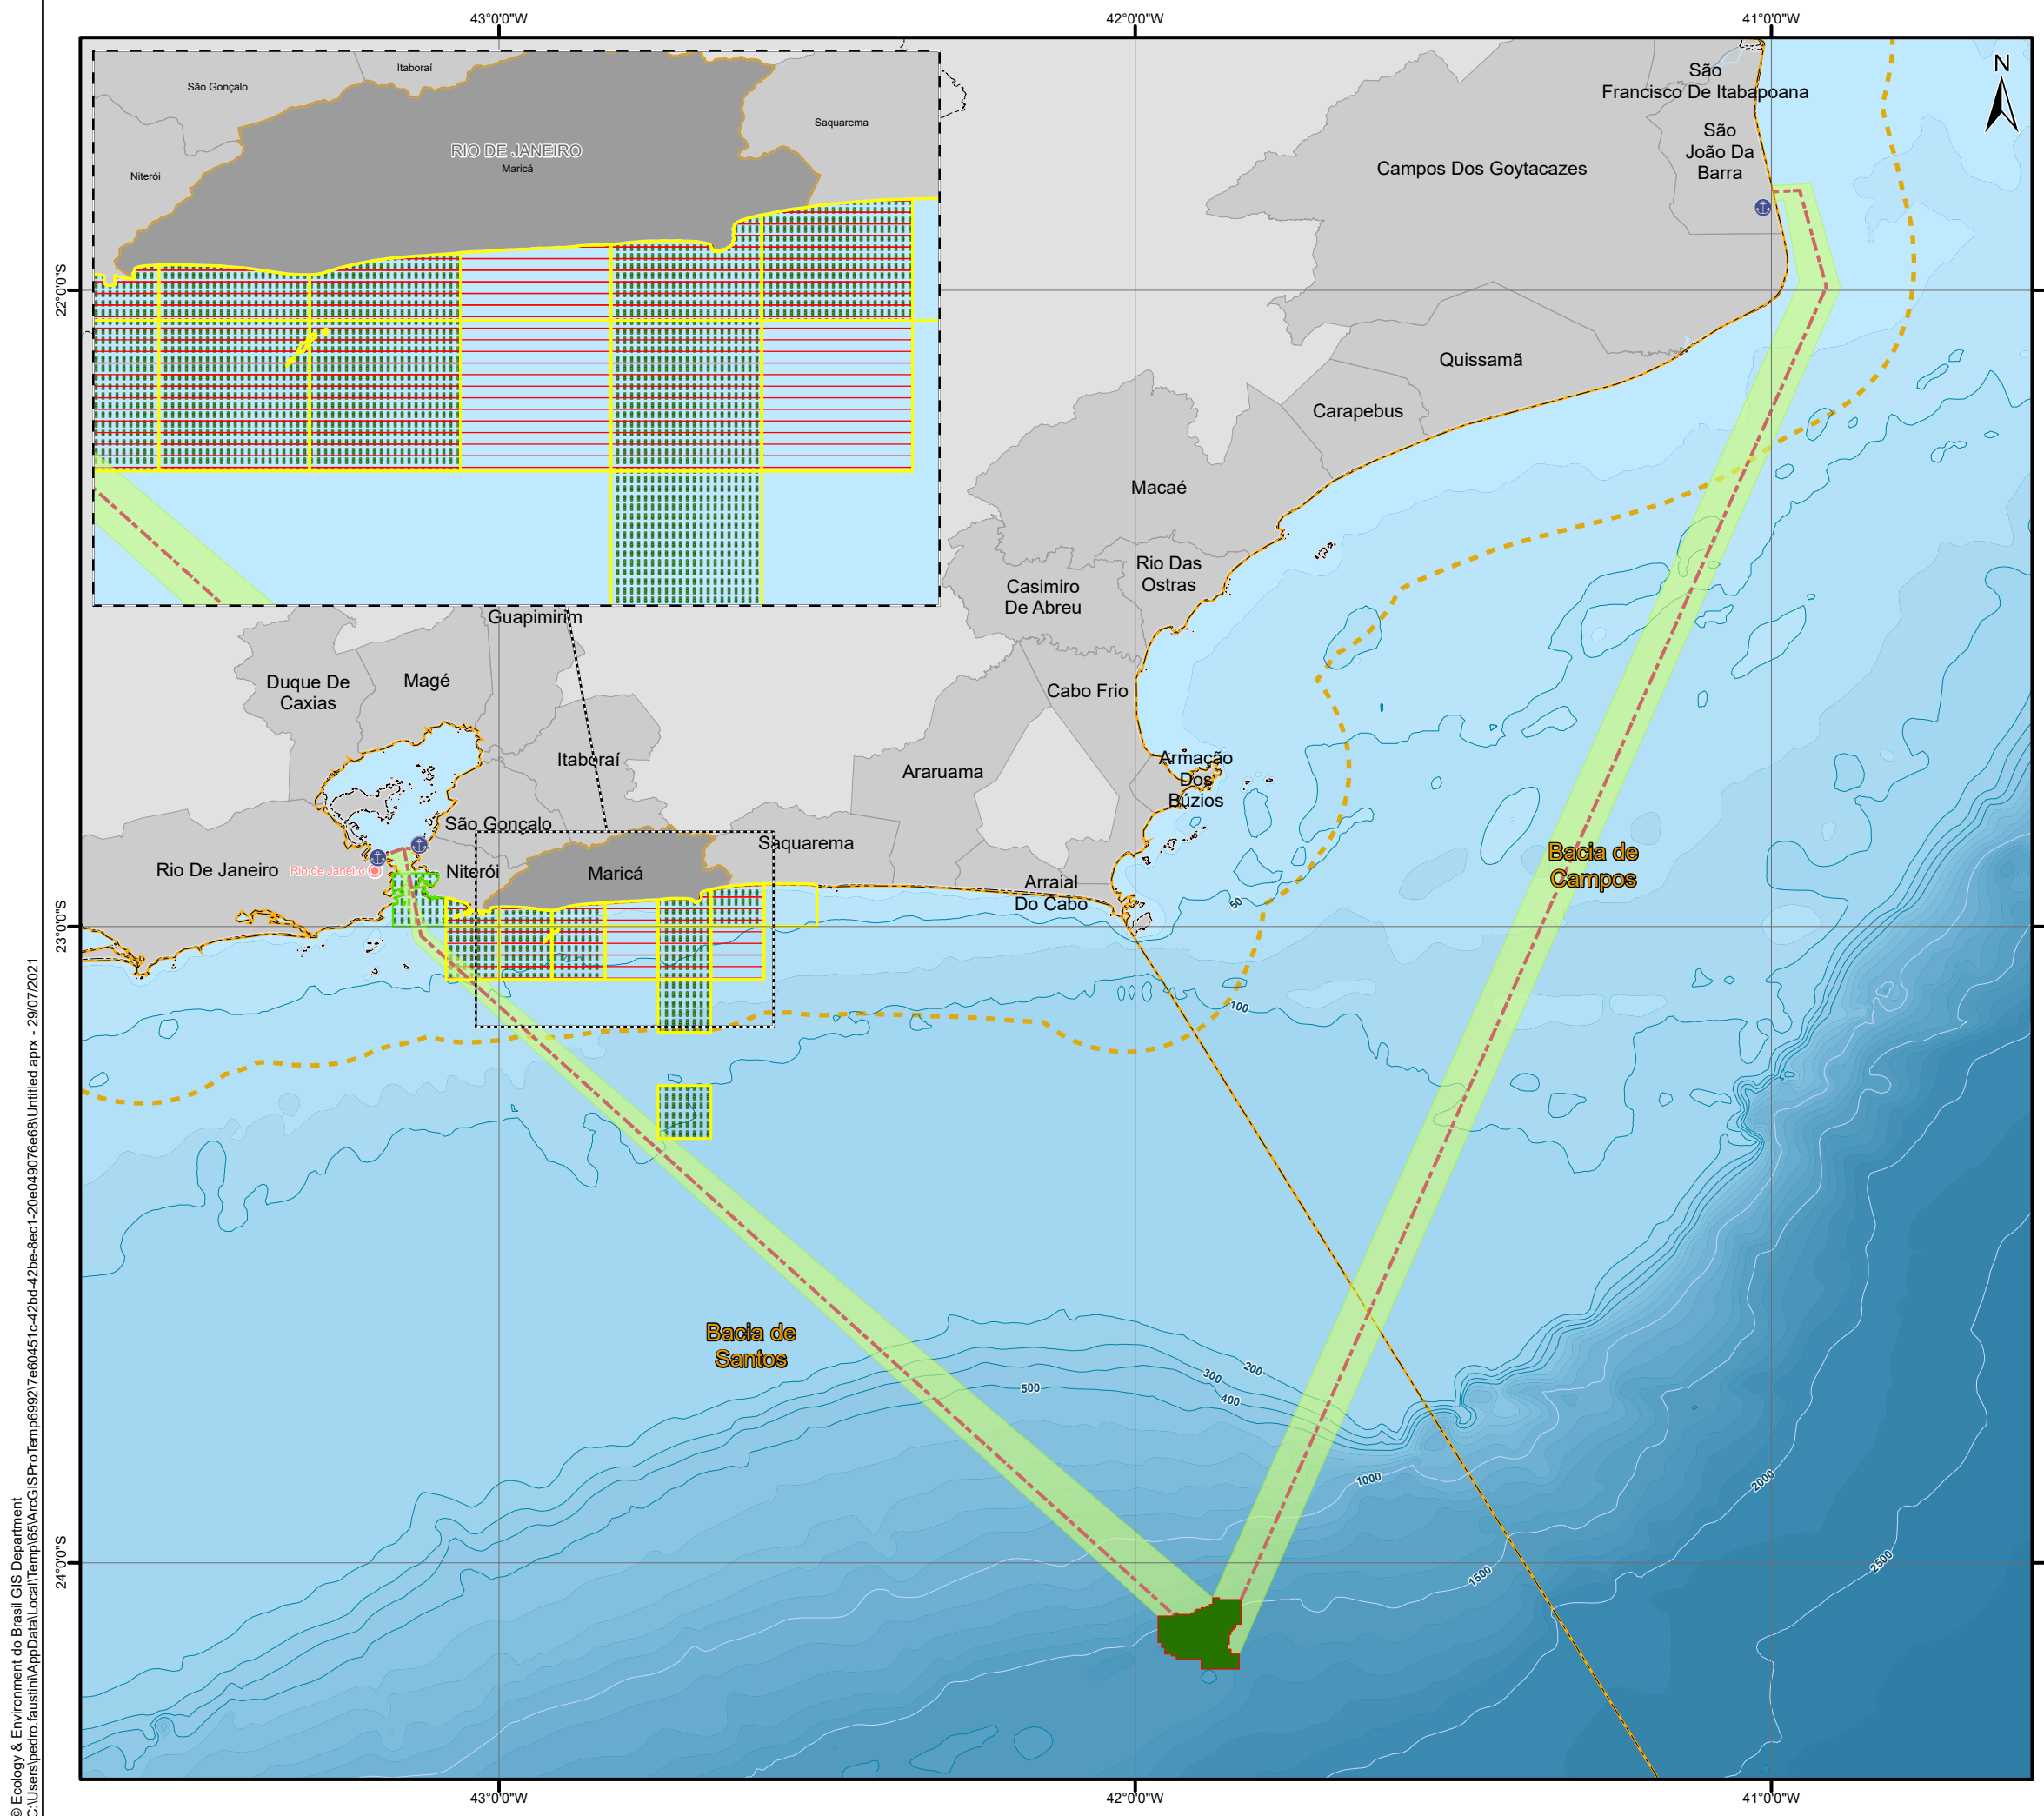 43°0'0"W
42°0'0"W
41°0'0"W
N
São Gonçalo
Itaboraí
Saquarema
RIO DE JANEIRO
Maricá
Niterói
São
Francisco De Itabapoana
São
João Da
Barra
Campos Dos Goytacazes
22°0'0"S
Quissamã
Carapebus
Macaé
Rio Das
Ostras
Casimiro
De Abreu
Guapimirim
Duque De
Caxias
Magé
Cabo Frio
Itaboraí
Araruama
Armação
Dos
Búzios
São Gonçalo
Saquarema
Rio De Janeiro
Rio de Janeiro
Niterói
Maricá
Bacia de
Campos
Arraial
Do Cabo
50
23°0'0"S
100
Bacia de
Santos
200
300
400
500
1000
2000
1500
2500
24°0'0"S
43°0'0"W
42°0'0"W
41°0'0"W
© Ecology & Environment do Brasil GIS Department
C:\Users\pedro.faustini\AppData\Local\Temp\65\ArcGISProTemp6992\7e60451c-42bd-42be-8ec1-20e049076e68\Untitled.aprx - 29/07/2021